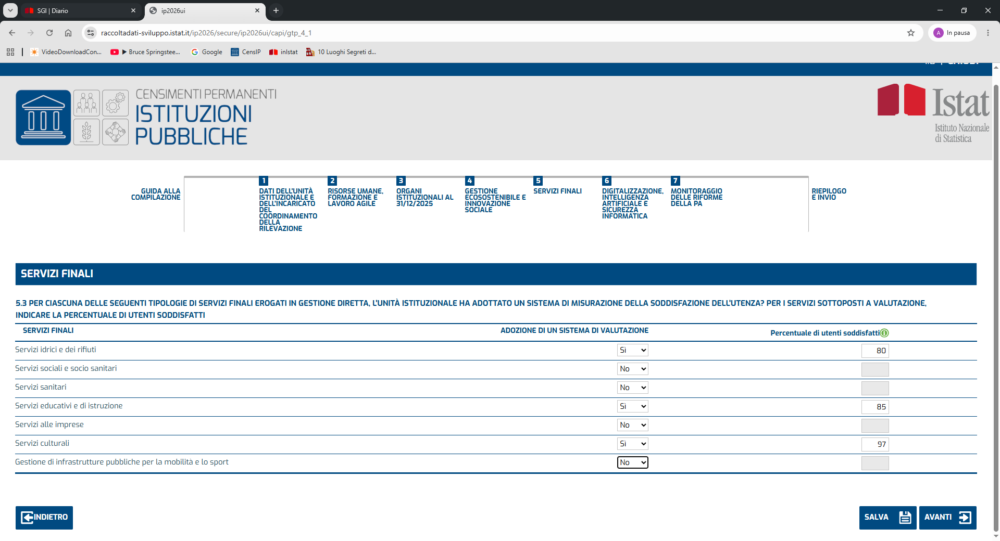 SGI | Diario
ip2026ui
raccoltadati-sviluppo.istat.it/ip2026/secure/ip2026ui/capi/gtp_4_1
A In pausa
VideoDownloadCon...
Bruce Springstee...
Google
CensIP
inIstat
10 Luoghi Segreti d...
CENSIMENTI PERMANENTI
ISTITUZIONI
PUBBLICHE
Istat
Istituto Nazionale
di Statistica
GUIDA ALLA
COMPILAZIONE
1
DATI DELL'UNITÀ
ISTITUZIONALE E
DELL'INCARICATO
DEL
COORDINAMENTO
DELLA
RILEVAZIONE
2
RISORSE UMANE,
FORMAZIONE E
LAVORO AGILE
3
ORGANI
ISTITUZIONALI AL
31/12/2025
4
GESTIONE
ECOSOSTENIBILE E
INNOVAZIONE
SOCIALE
5
SERVIZI FINALI
6
DIGITALIZZAZIONE,
INTELLIGENZA
ARTIFICIALE E
SICUREZZA
INFORMATICA
7
MONITORAGGIO
DELLE RIFORME
DELLA PA
RIEPILOGO
E INVIO
SERVIZI FINALI
5.3 PER CIASCUNA DELLE SEGUENTI TIPOLOGIE DI SERVIZI FINALI EROGATI IN GESTIONE DIRETTA, L'UNITÀ ISTITUZIONALE HA ADOTTATO UN SISTEMA DI MISURAZIONE DELLA SODDISFAZIONE DELL'UTENZA? PER I SERVIZI SOTTOPOSTI A VALUTAZIONE,
INDICARE LA PERCENTUALE DI UTENTI SODDISFATTI
SERVIZI FINALI ADOZIONE DI UN SISTEMA DI VALUTAZIONE Percentuale di utenti soddisfatti
Servizi idrici e dei rifiuti Sì 80
Servizi sociali e socio sanitari No
Servizi sanitari No
Servizi educativi e di istruzione Sì 85
Servizi alle imprese No
Servizi culturali Sì 97
Gestione di infrastrutture pubbliche per la mobilità e lo sport No
INDIETRO
SALVA
AVANTI